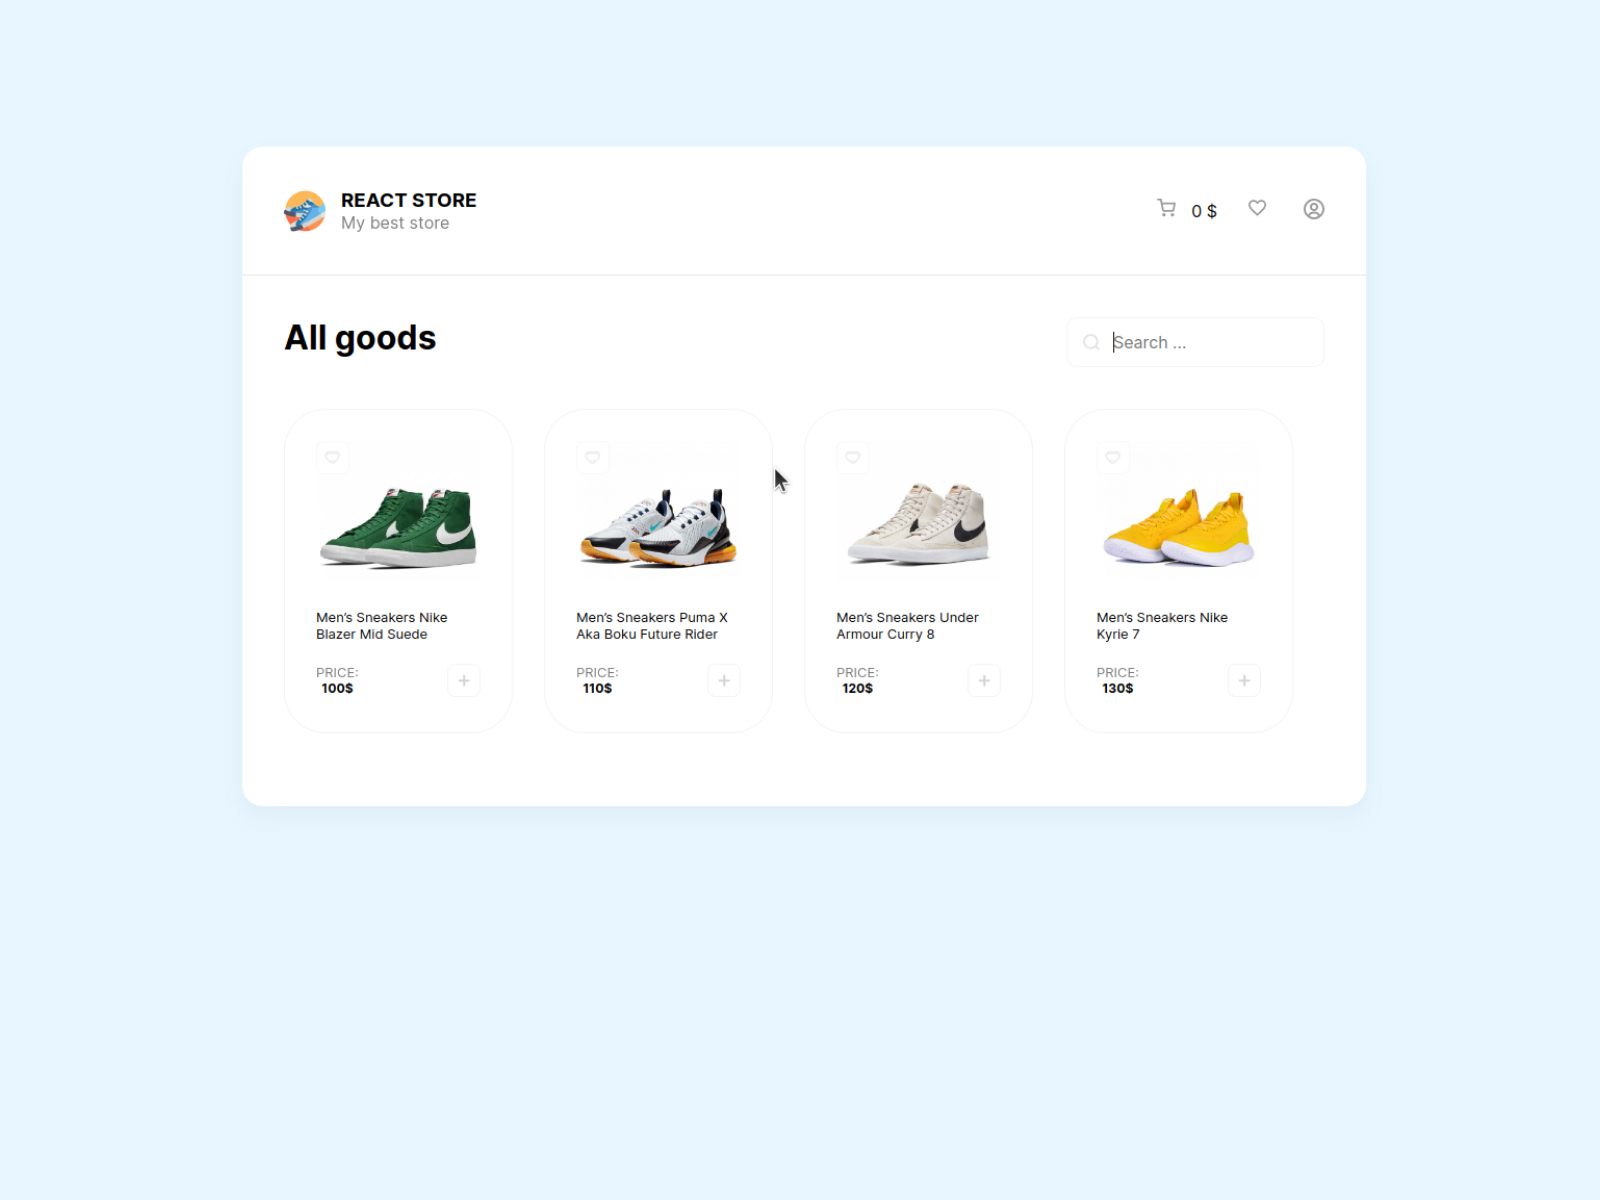 REACT STORE
My best store
0 $
All goods
Search ...
Men’s Sneakers Nike
Blazer Mid Suede
PRICE:
100$
Men’s Sneakers Puma X
Aka Boku Future Rider
PRICE:
110$
Men’s Sneakers Under
Armour Curry 8
PRICE:
120$
Men’s Sneakers Nike
Kyrie 7
PRICE:
130$